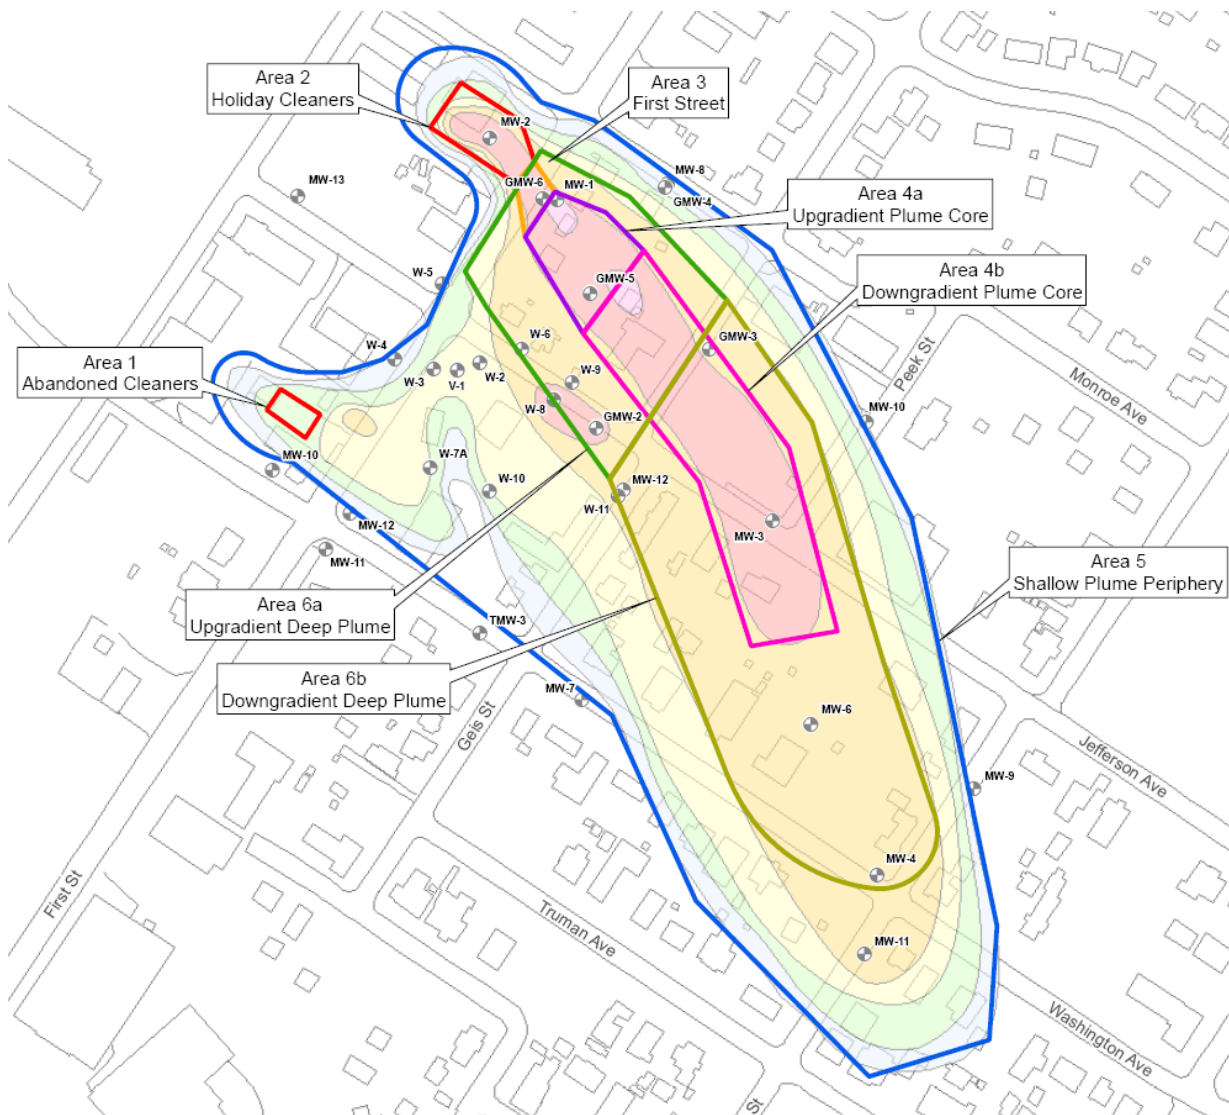 Area 2
Holiday Cleaners
Area 3
First Street
MW-2
MW-8
MW-13
GMW-6
MW-1
GMW-4
Area 4a
Upgradient Plume Core
W-5
GMW-5
Area 4b
Downgradient Plume Core
Area 1
Abandoned Cleaners
W-4
W-6
GMW-3
Peek St
W-3
V-1
W-2
W-9
Monroe Ave
W-8
GMW-2
MW-10
MW-10
W-7A
W-10
MW-12
W-11
MW-12
MW-3
MW-11
Area 5
Shallow Plume Periphery
Area 6a
Upgradient Deep Plume
TMW-3
Area 6b
Downgradient Deep Plume
MW-7
Geis St
MW-6
Jefferson Ave
MW-9
First St
MW-4
Truman Ave
MW-11
Washington Ave
St